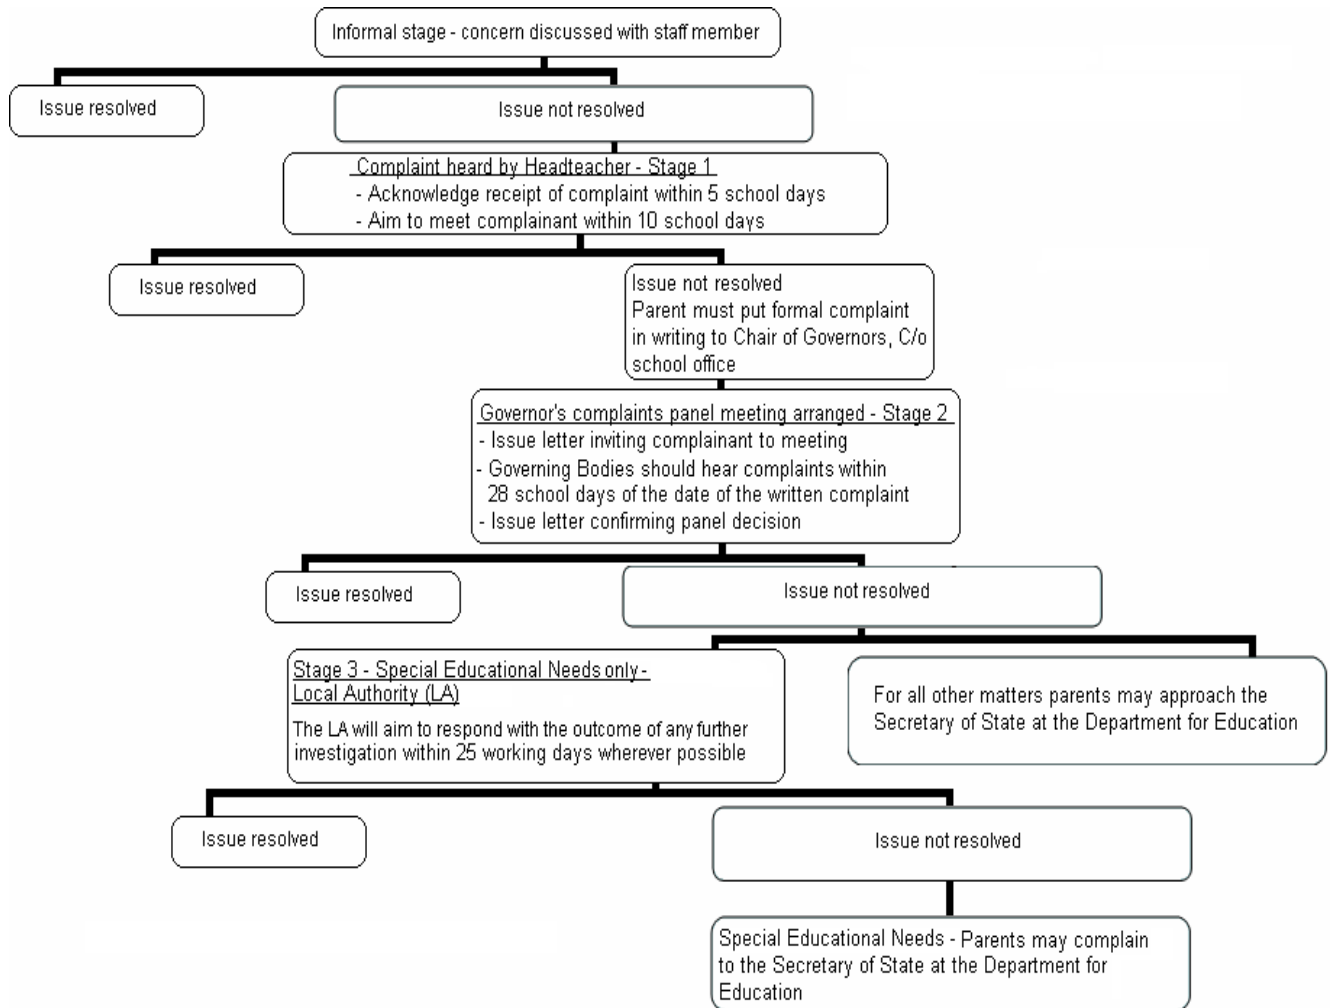 Informal stage - concern discussed with staff member
Issue resolved
Issue not resolved
Complaint heard by Headteacher - Stage 1
- Acknowledge receipt of complaint within 5 school days
- Aim to meet complainant within 10 school days
Issue resolved
Issue not resolved
Parent must put formal complaint
in writing to Chair of Governors, C/o
school office
Governor's complaints panel meeting arranged - Stage 2
- Issue letter inviting complainant to meeting
- Governing Bodies should hear complaints within
28 school days of the date of the written complaint
- Issue letter confirming panel decision
Issue resolved
Issue not resolved
Stage 3 - Special Educational Needs only -
Local Authority (LA)
The LA will aim to respond with the outcome of any further
investigation within 25 working days wherever possible
For all other matters parents may approach the
Secretary of State at the Department for Education
Issue resolved
Issue not resolved
Special Educational Needs - Parents may complain
to the Secretary of State at the Department for
Education